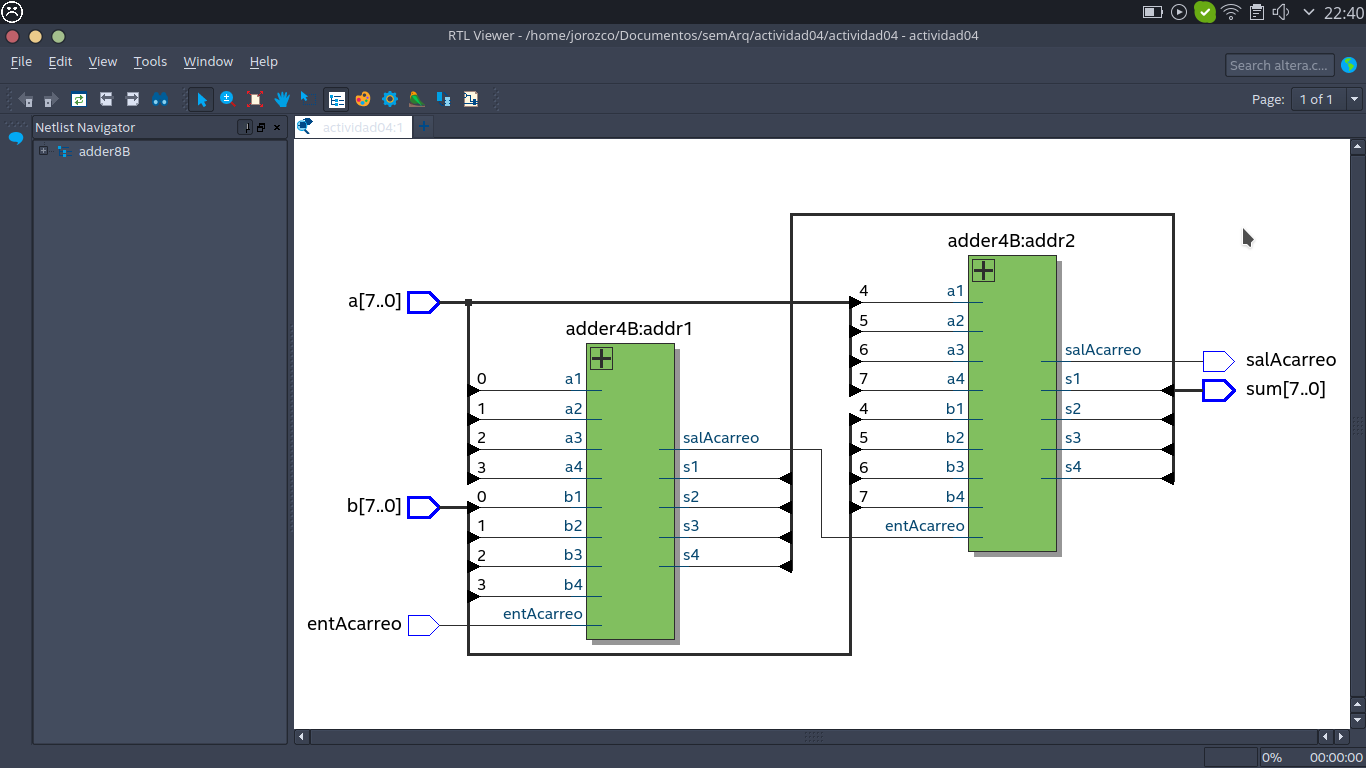 22:40
RTL Viewer - /home/jorozco/Documentos/semArq/actividad04/actividad04 - actividad04
File Edit View Tools Window Help
Search altera.c...
Page: 1 of 1
Netlist Navigator
actividad04:1
adder8B
adder4B:addr2
a[7..0]
adder4B:addr1
4 a1
5 a2
6 a3
7 a4
4 b1
5 b2
6 b3
7 b4
entAcarreo
salAcarreo
s1
s2
s3
s4
salAcarreo
sum[7..0]
0 a1
1 a2
2 a3
3 a4
0 b1
1 b2
2 b3
3 b4
entAcarreo
salAcarreo
s1
s2
s3
s4
b[7..0]
entAcarreo
0% 00:00:00